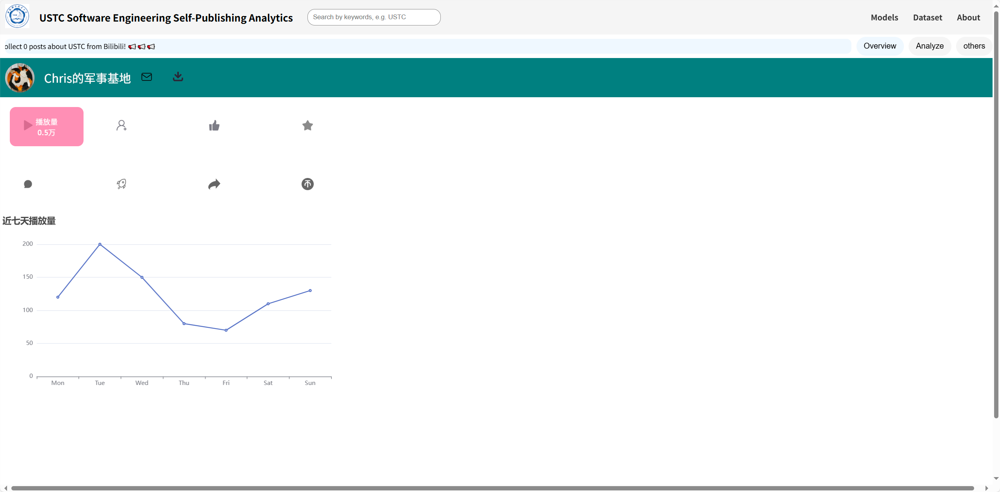 USTC Software Engineering Self-Publishing Analytics
Search by keywords, e.g. USTC
Models
Dataset
About
ollect 0 posts about USTC from Bilibili! 📢📢📢
Overview
Analyze
others
Chris的军事基地
播放量
0.5万
近七天播放量
200
150
100
50
0
Mon Tue Wed Thu Fri Sat Sun